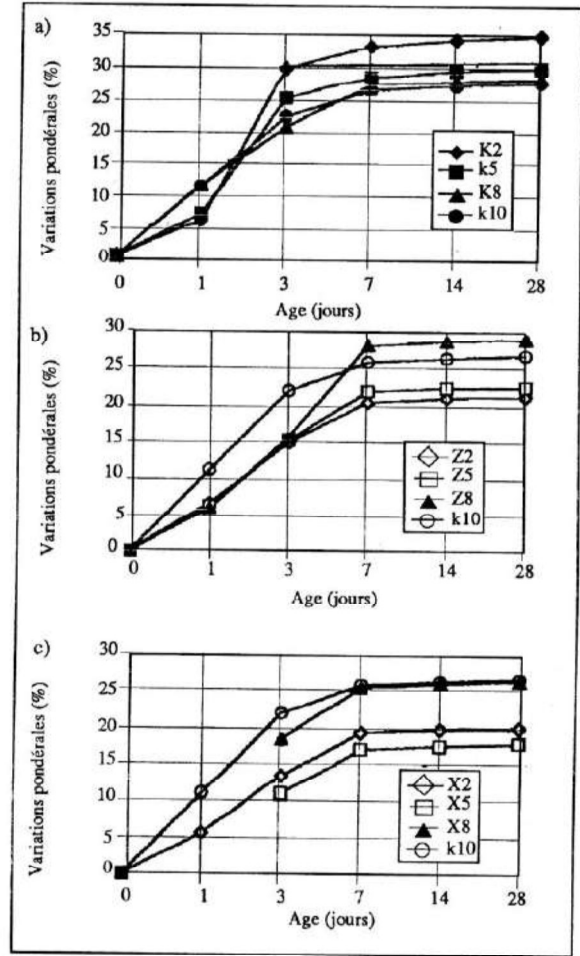 a)
Variations pondérales (%)
35
30
25
20
15
10
5
0
K2
k5
K8
k10
0 1 3 7 14 28
Age (jours)
b)
Variations pondérales (%)
30
25
20
15
10
5
0
Z2
Z5
Z8
k10
0 1 3 7 14 28
Age (jours)
c)
Variations pondérales (%)
30
25
20
15
10
5
0
X2
X5
X8
k10
0 1 3 7 14 28
Age (jours)